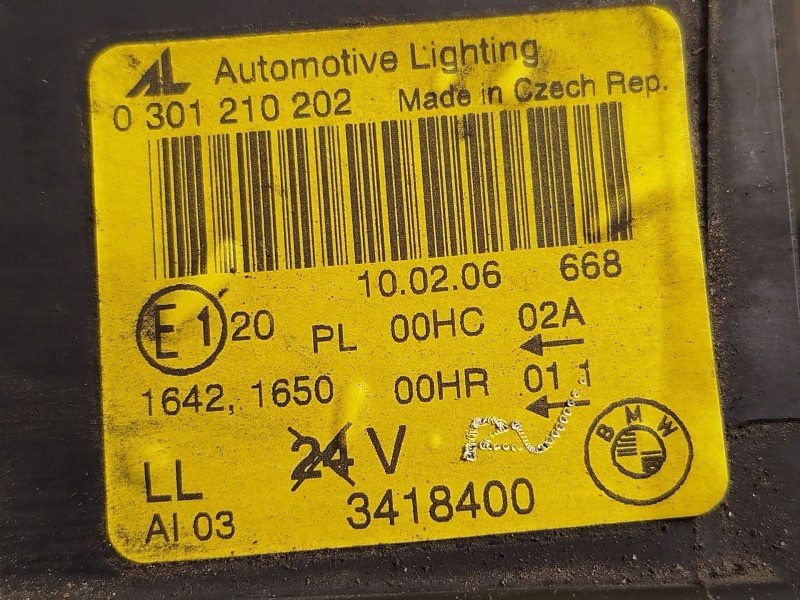 AL Automotive Lighting
0 301 210 202 Made in Czech Rep.
10.02.06 668
E1 20 PL 00HC 02A
1642, 1650 00HR 01 1
LL 24 V
BMW
AI 03 3418400